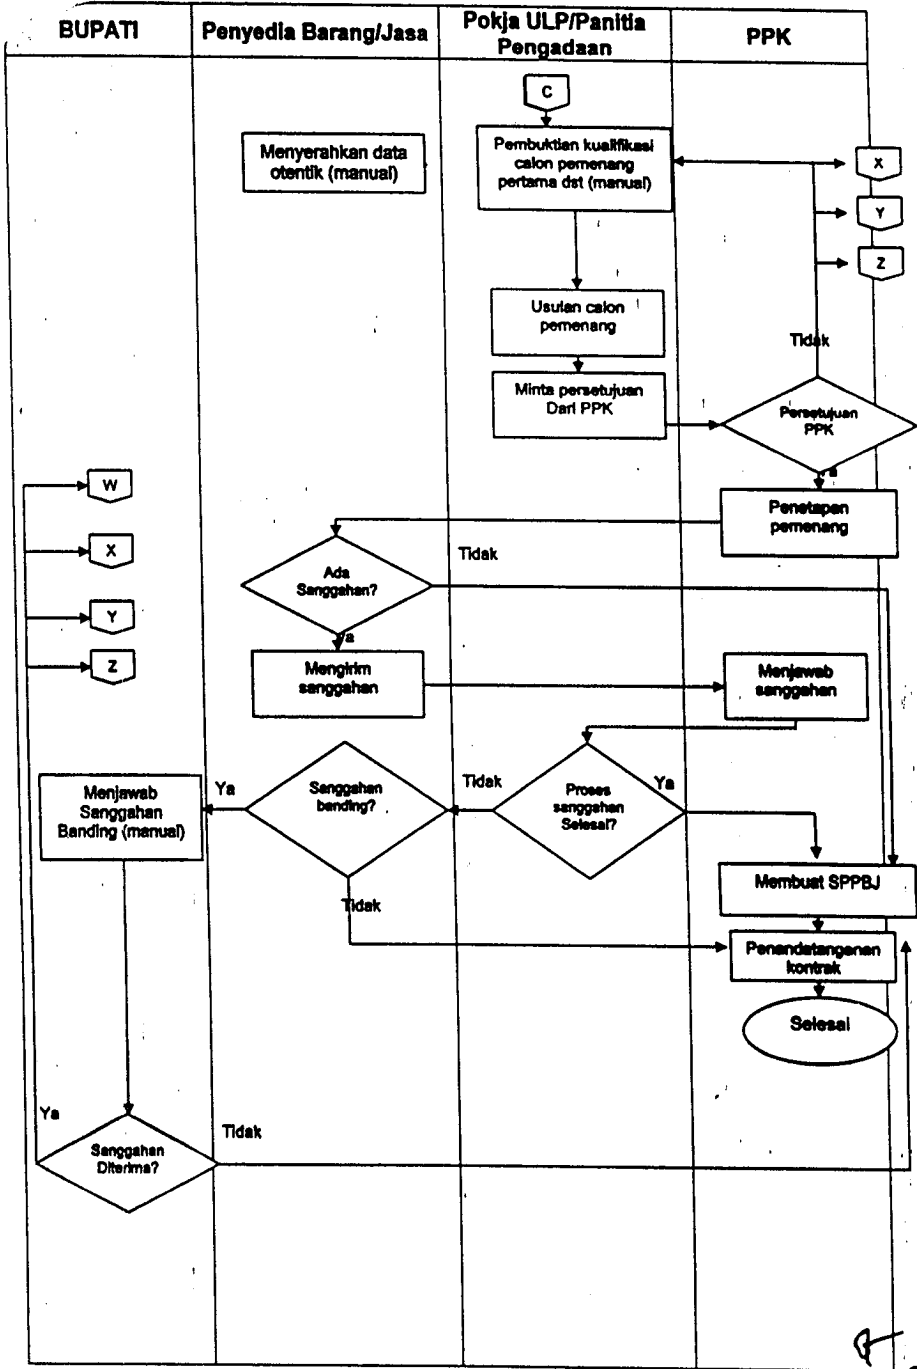 BUPATI
Penyedia Barang/Jasa
Pokja ULP/Panitia
Pengadaan
PPK
C
Menyerahkan data
otentik (manual)
Pembuktian kualifikasi
calon pemenang
pertama dst (manual)
X
Y
Z
Usulan calon
pemenang
Tidak
Minta persetujuan
Dari PPK
Persetujuan
PPK
Ya
W
X
Y
Z
Penetapan
pemenang
Tidak
Ada
Sanggahan?
Ya
Mengirim
sanggahan
Menjawab
sanggahan
Menjawab
Sanggahan
Banding (manual)
Ya
Sanggahan
banding?
Tidak
Proses
sanggahan
Selesai?
Ya
Tidak
Membuat SPPBJ
Penandatanganan
kontrak
Selesai
Ya
Sanggahan
Diterima?
Tidak